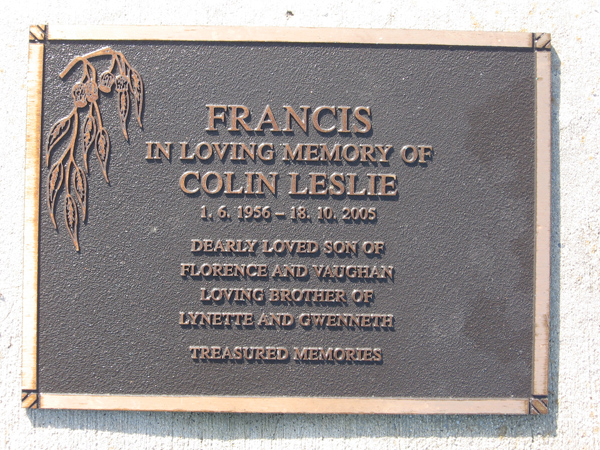 FRANCIS
IN LOVING MEMORY OF
COLIN LESLIE
1. 6. 1956 – 18. 10. 2005
DEARLY LOVED SON OF
FLORENCE AND VAUGHAN
LOVING BROTHER OF
LYNETTE AND GWENNETH
TREASURED MEMORIES